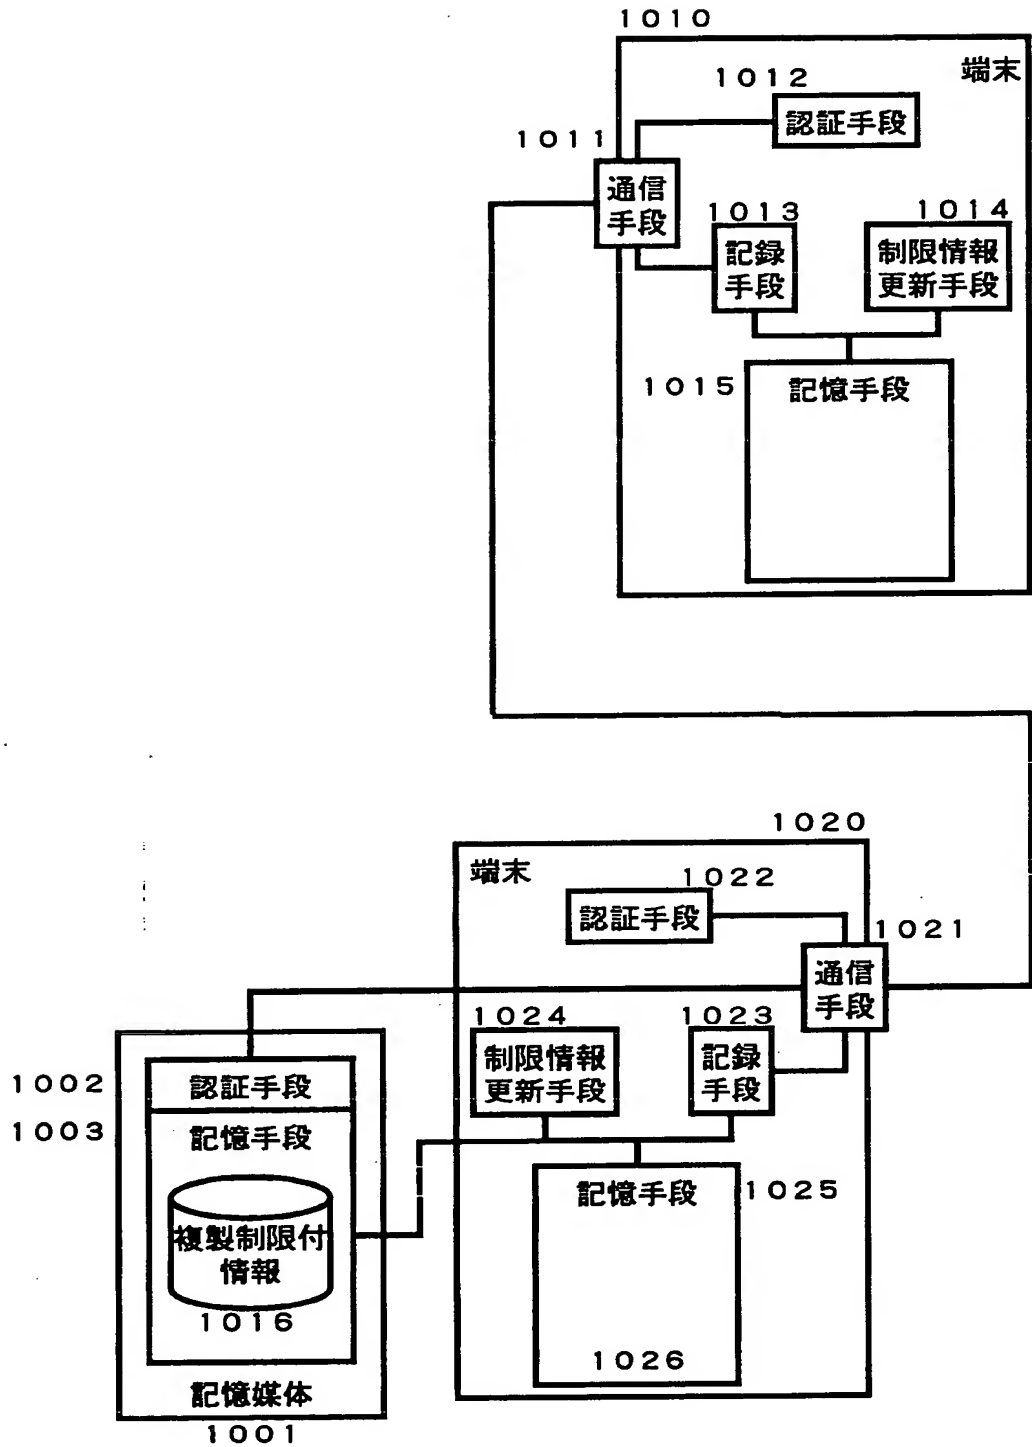 １０１０
端末
１０１２
認証手段
１０１１
通信
手段
１０１３
記録
手段
１０１４
制限情報
更新手段
１０１５
記憶手段
１０２０
端末
１０２２
認証手段
１０２１
通信
手段
１０２４
制限情報
更新手段
１０２３
記録
手段
１００２
認証手段
１００３
記憶手段
複製制限付
情報
１０１６
記憶媒体
１００１
記憶手段
１０２５
１０２６